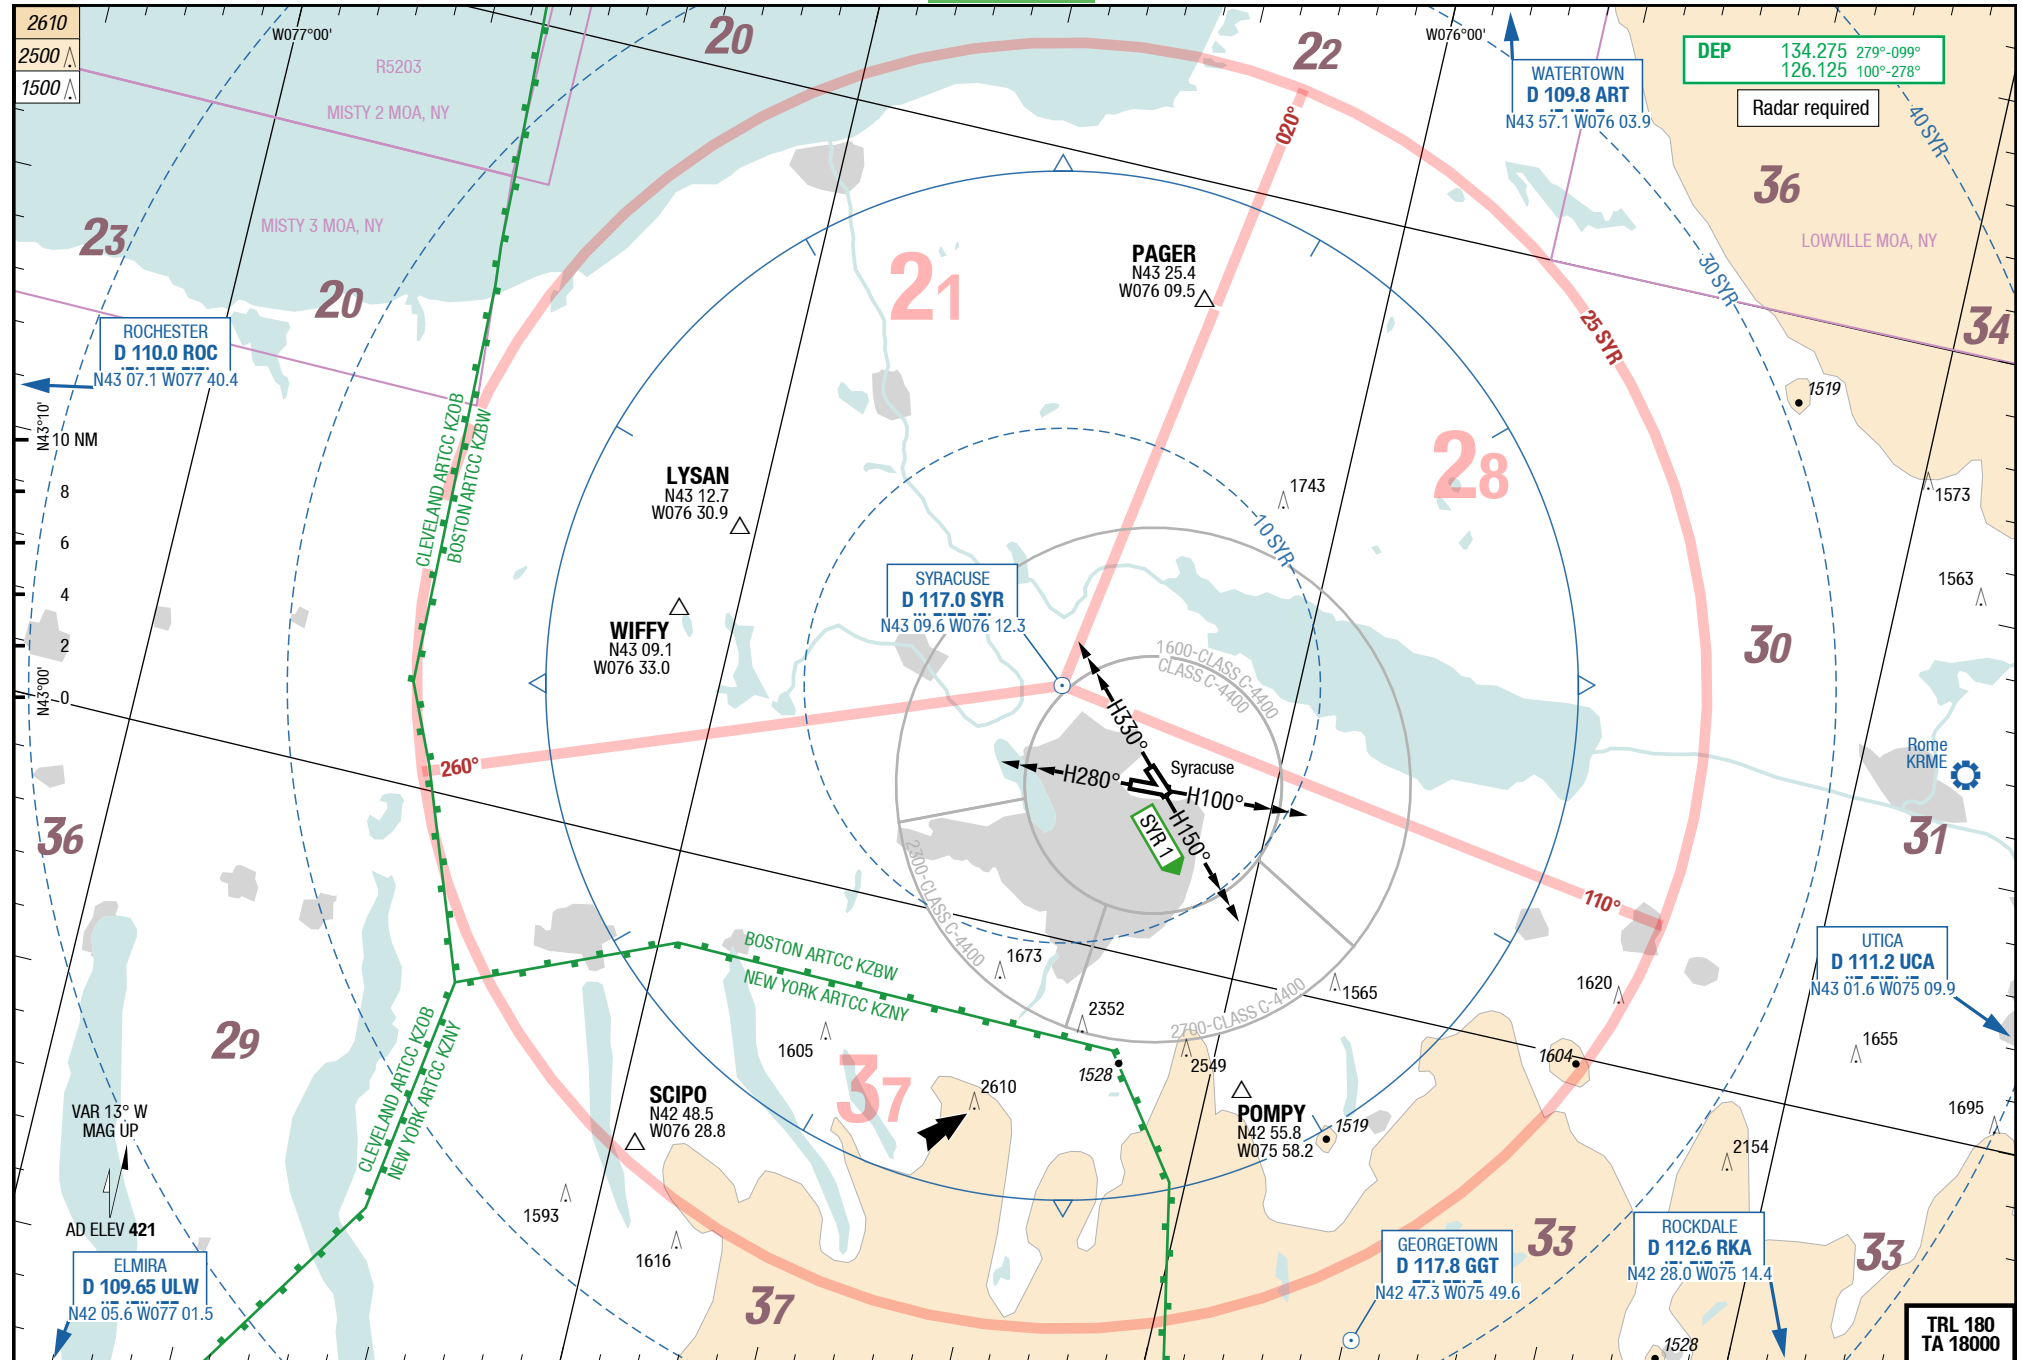 2610
2500
1500
W077°00'
20
22
W076°00'
WATERTOWN
D 109.8 ART
N43 57.1 W076 03.9
DEP 134.275 279°-099°
126.125 100°-278°
Radar required
40 SYR
R5203
MISTY 2 MOA, NY
020°
36
23
MISTY 3 MOA, NY
LOWVILLE MOA, NY
21
PAGER
N43 25.4
W076 09.5
30 SYR
20
25 SYR
34
ROCHESTER
D 110.0 ROC
N43 07.1 W077 40.4
1519
N43°10'
10 NM
8
6
4
2
0
N43°00'
CLEVELAND ARTCC KZOB
BOSTON ARTCC KZBW
LYSAN
N43 12.7
W076 30.9
28
1743
1573
10 SYR
SYRACUSE
D 117.0 SYR
N43 09.6 W076 12.3
1563
WIFFY
N43 09.1
W076 33.0
1600-CLASS C-4400
CLASS C-4400
30
H330°
260°
H280°
Syracuse
H100°
Rome
KRME
SYR 1
H150°
36
31
2300-CLASS C-4400
110°
BOSTON ARTCC KZBW
NEW YORK ARTCC KZNY
1673
1565
1620
UTICA
D 111.2 UCA
N43 01.6 W075 09.9
2352
2700-CLASS C-4400
29
CLEVELAND ARTCC KZOB
NEW YORK ARTCC KZNY
1605
1528
2549
1604
1655
37
2610
SCIPO
N42 48.5
W076 28.8
POMPY
N42 55.8
W075 58.2
1519
1695
VAR 13° W
MAG UP
2154
AD ELEV 421
1593
1616
ELMIRA
D 109.65 ULW
N42 05.6 W077 01.5
GEORGETOWN
D 117.8 GGT
N42 47.3 W075 49.6
33
ROCKDALE
D 112.6 RKA
N42 28.0 W075 14.4
33
37
1528
TRL 180
TA 18000